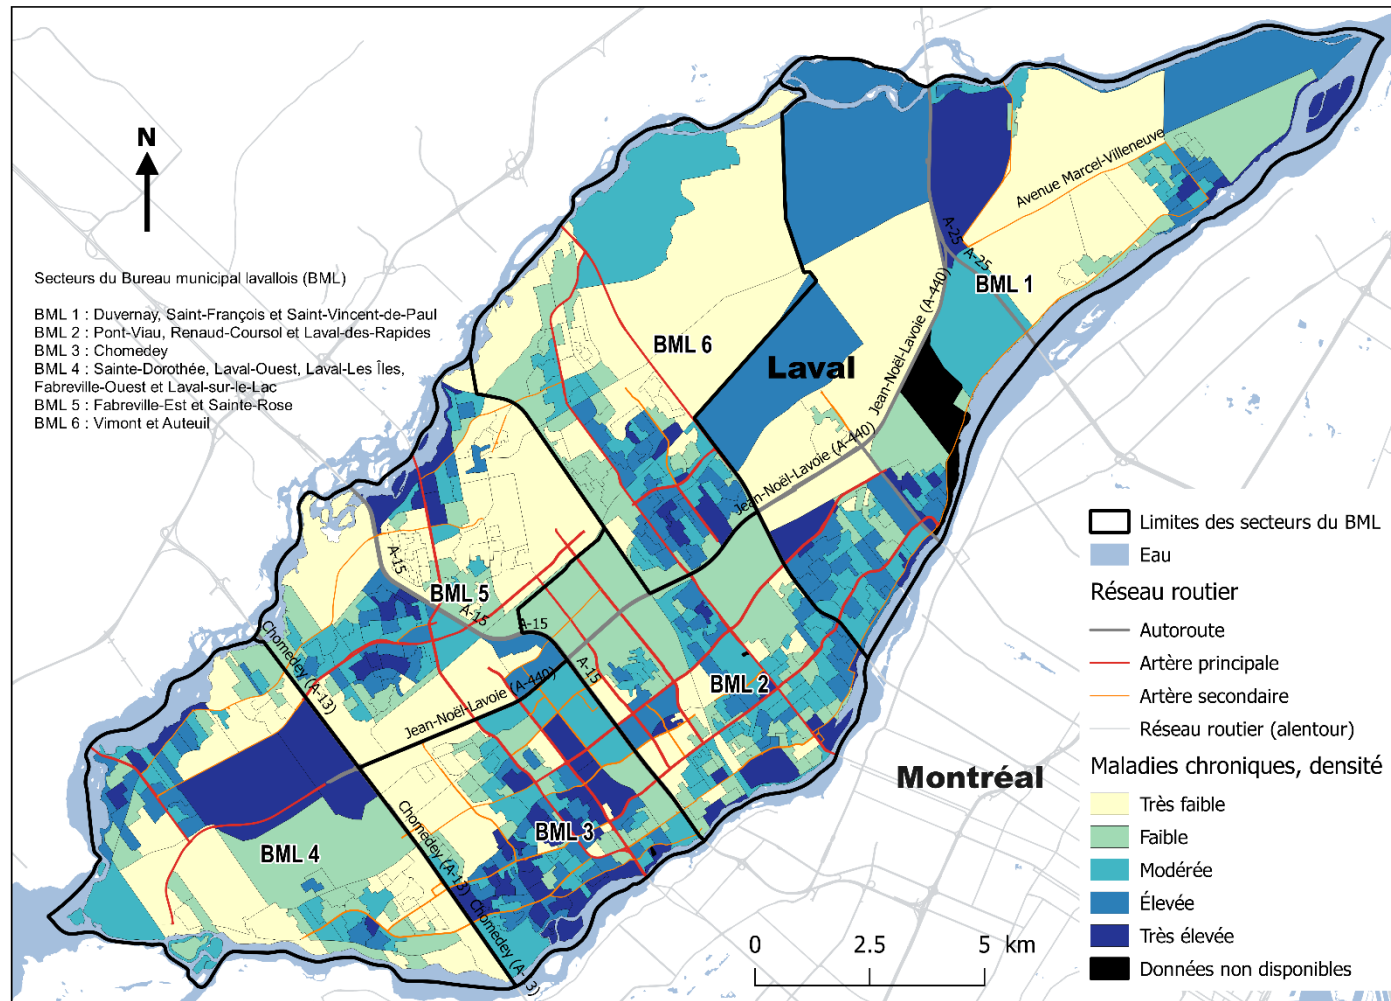 N
Secteurs du Bureau municipal lavallois (BML)
BML 1 : Duvernay, Saint-François et Saint-Vincent-de-Paul
BML 2 : Pont-Viau, Renaud-Coursol et Laval-des-Rapides
BML 3 : Chomedey
BML 4 : Sainte-Dorothée, Laval-Ouest, Laval-Les Îles,
Fabreville-Ouest et Laval-sur-le-Lac
BML 5 : Fabreville-Est et Sainte-Rose
BML 6 : Vimont et Auteuil
Avenue Marcel-Villeneuve
A-25
A-25
BML 1
BML 6
Laval
Jean-Noël-Lavoie (A-440)
Jean-Noël-Lavoie (A-440)
Jean-Noël-Lavoie (A-440)
A-15
BML 5
A-15
A-15
A-15
Chomedey (A-13)
Jean-Noël-Lavoie (A-440)
BML 2
Montréal
BML 3
BML 4
Chomedey (A-13)
Chomedey (A-13)
0 2.5 5 km
Limites des secteurs du BML
Eau
Réseau routier
Autoroute
Artère principale
Artère secondaire
Réseau routier (alentour)
Maladies chroniques, densité
Très faible
Faible
Modérée
Élevée
Très élevée
Données non disponibles